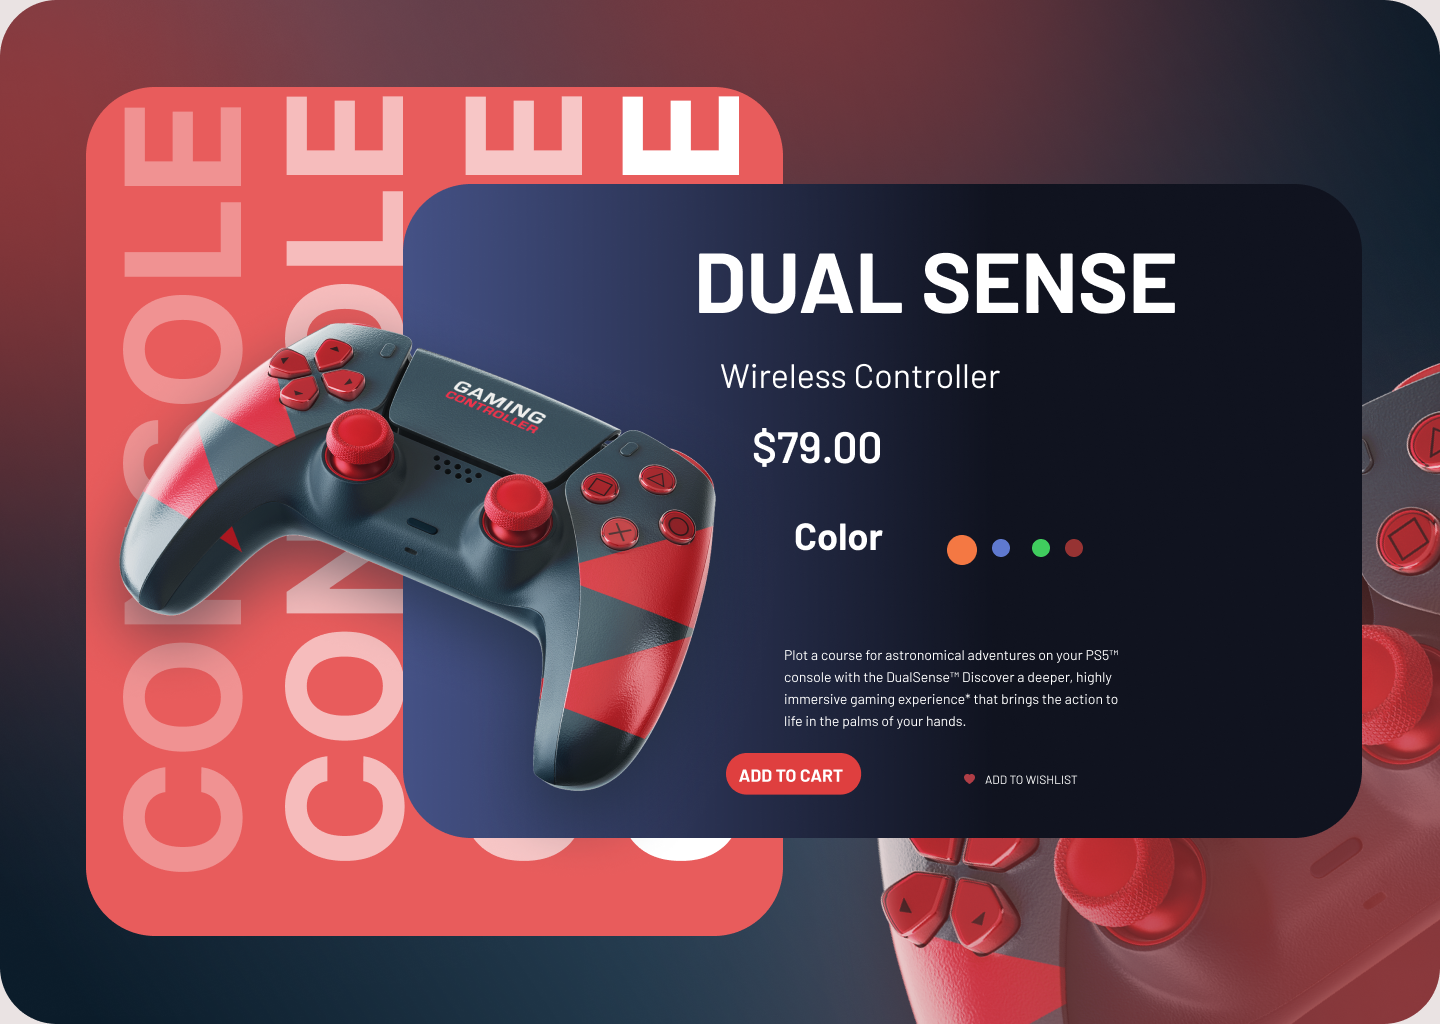 CONSOLE
CONSOLE
E
E
DUAL SENSE
Wireless Controller
$79.00
Color
GAMING
CONTROLLER
Plot a course for astronomical adventures on your PS5™
console with the DualSense™ Discover a deeper, highly
immersive gaming experience* that brings the action to
life in the palms of your hands.
ADD TO CART
ADD TO WISHLIST